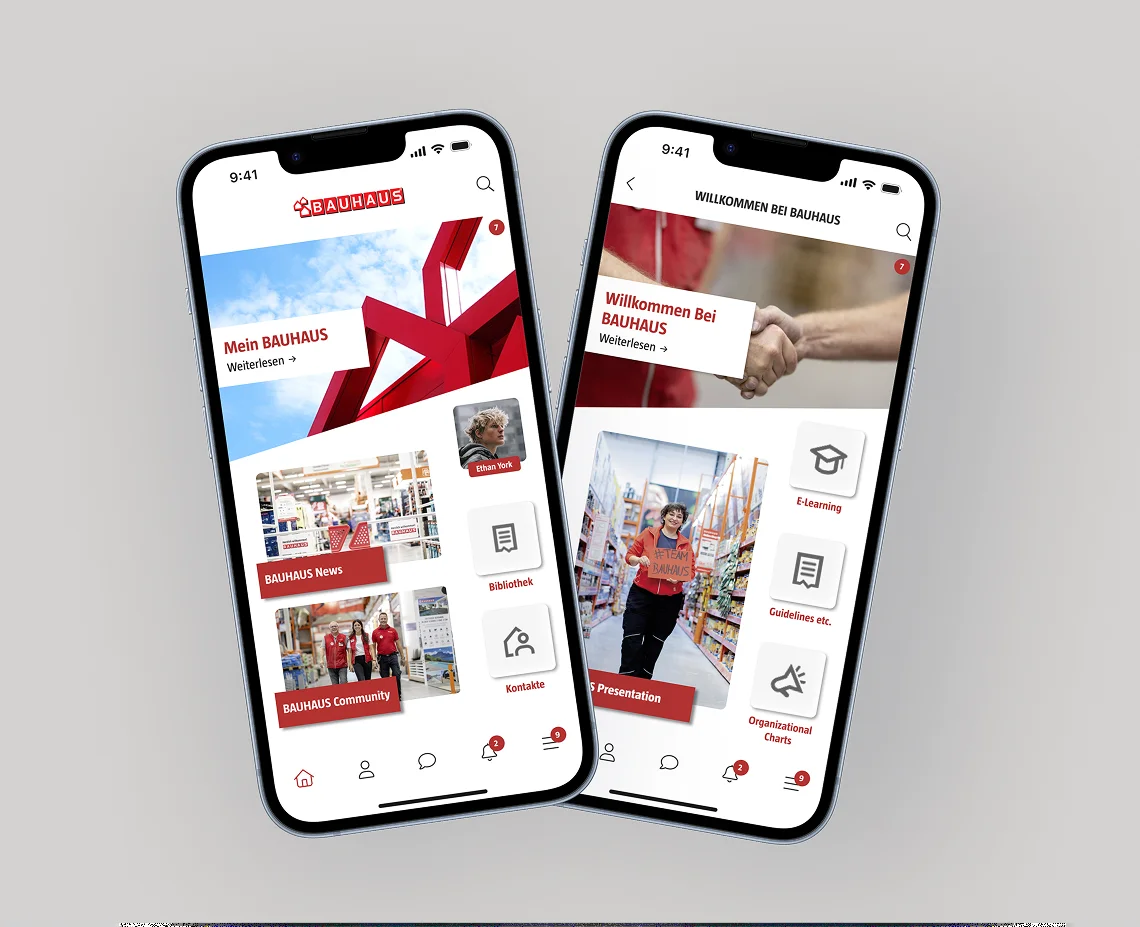 9:41
BAUHAUS
7
Mein BAUHAUS
Weiterlesen →
Ethan York
BAUHAUS News
Bibliothek
BAUHAUS Community
Kontakte
2
9
9:41
WILLKOMMEN BEI BAUHAUS
7
Willkommen Bei
BAUHAUS
Weiterlesen →
E-Learning
#TEAM
BAUHAUS
Guidelines etc.
S Presentation
Organizational
Charts
2
9